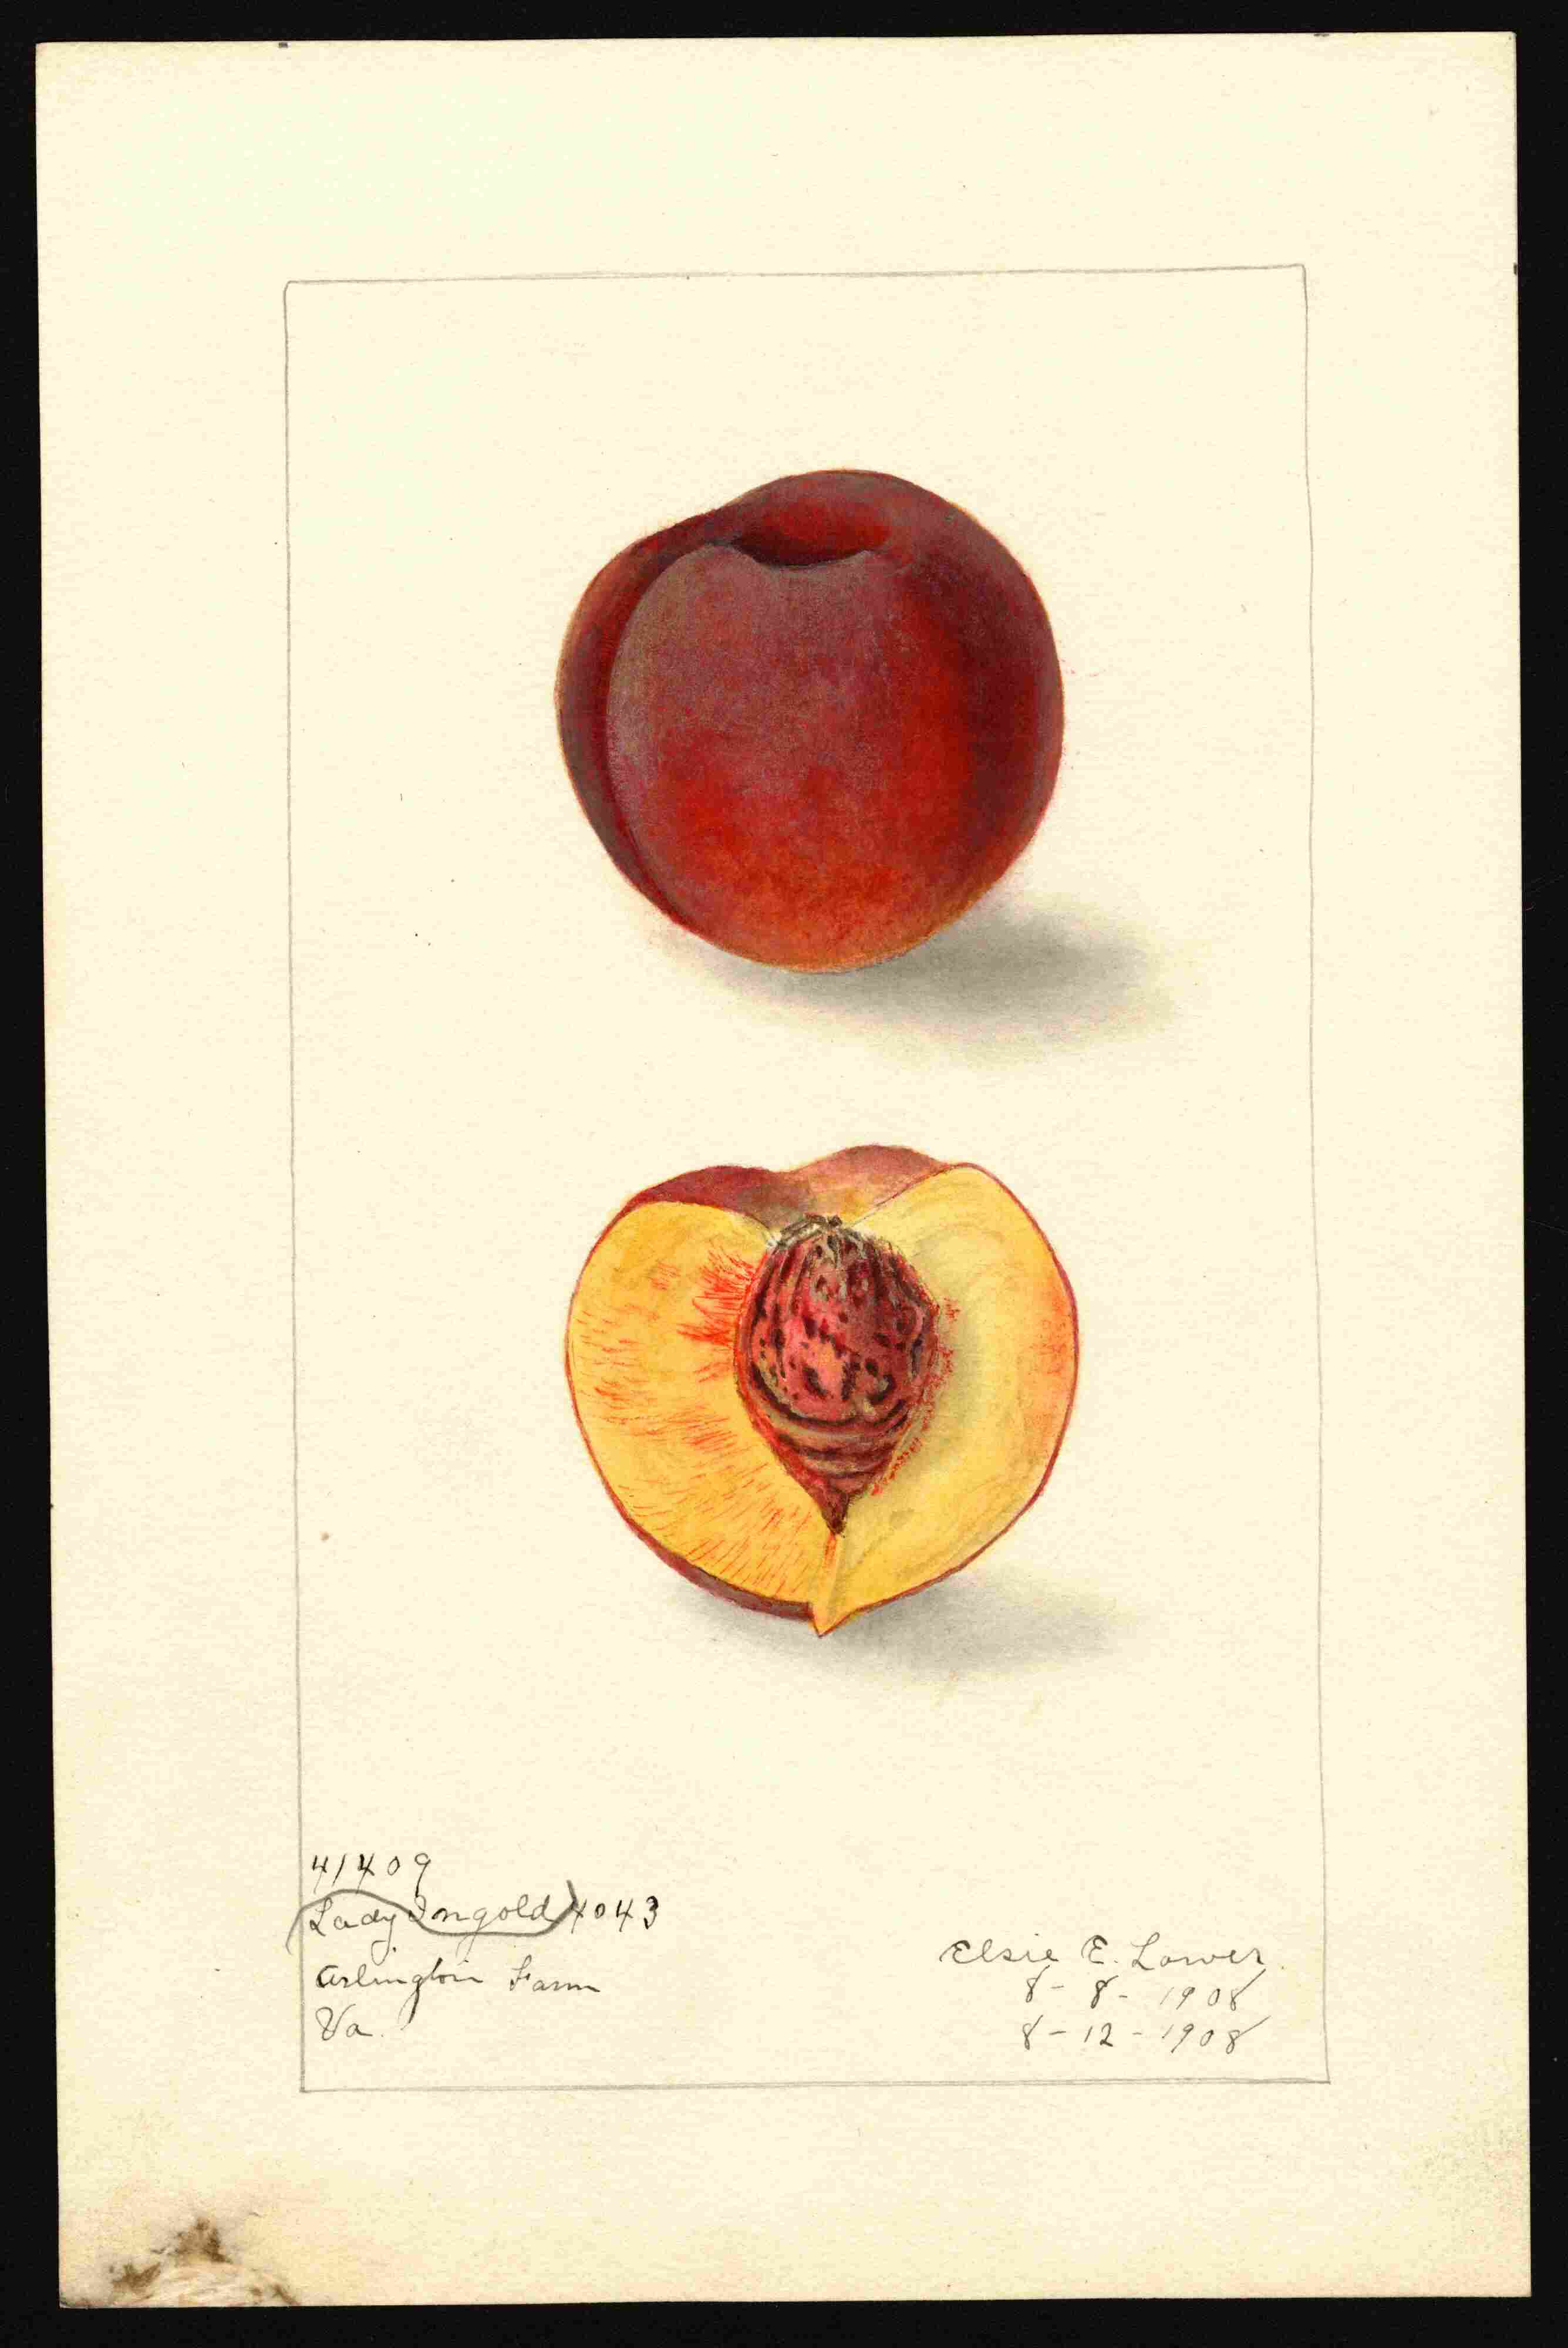 41409
Lady Ingold 4043
Arlington Farm
Va.
Elsie E. Lower.
8-8-1908
8-12-1908